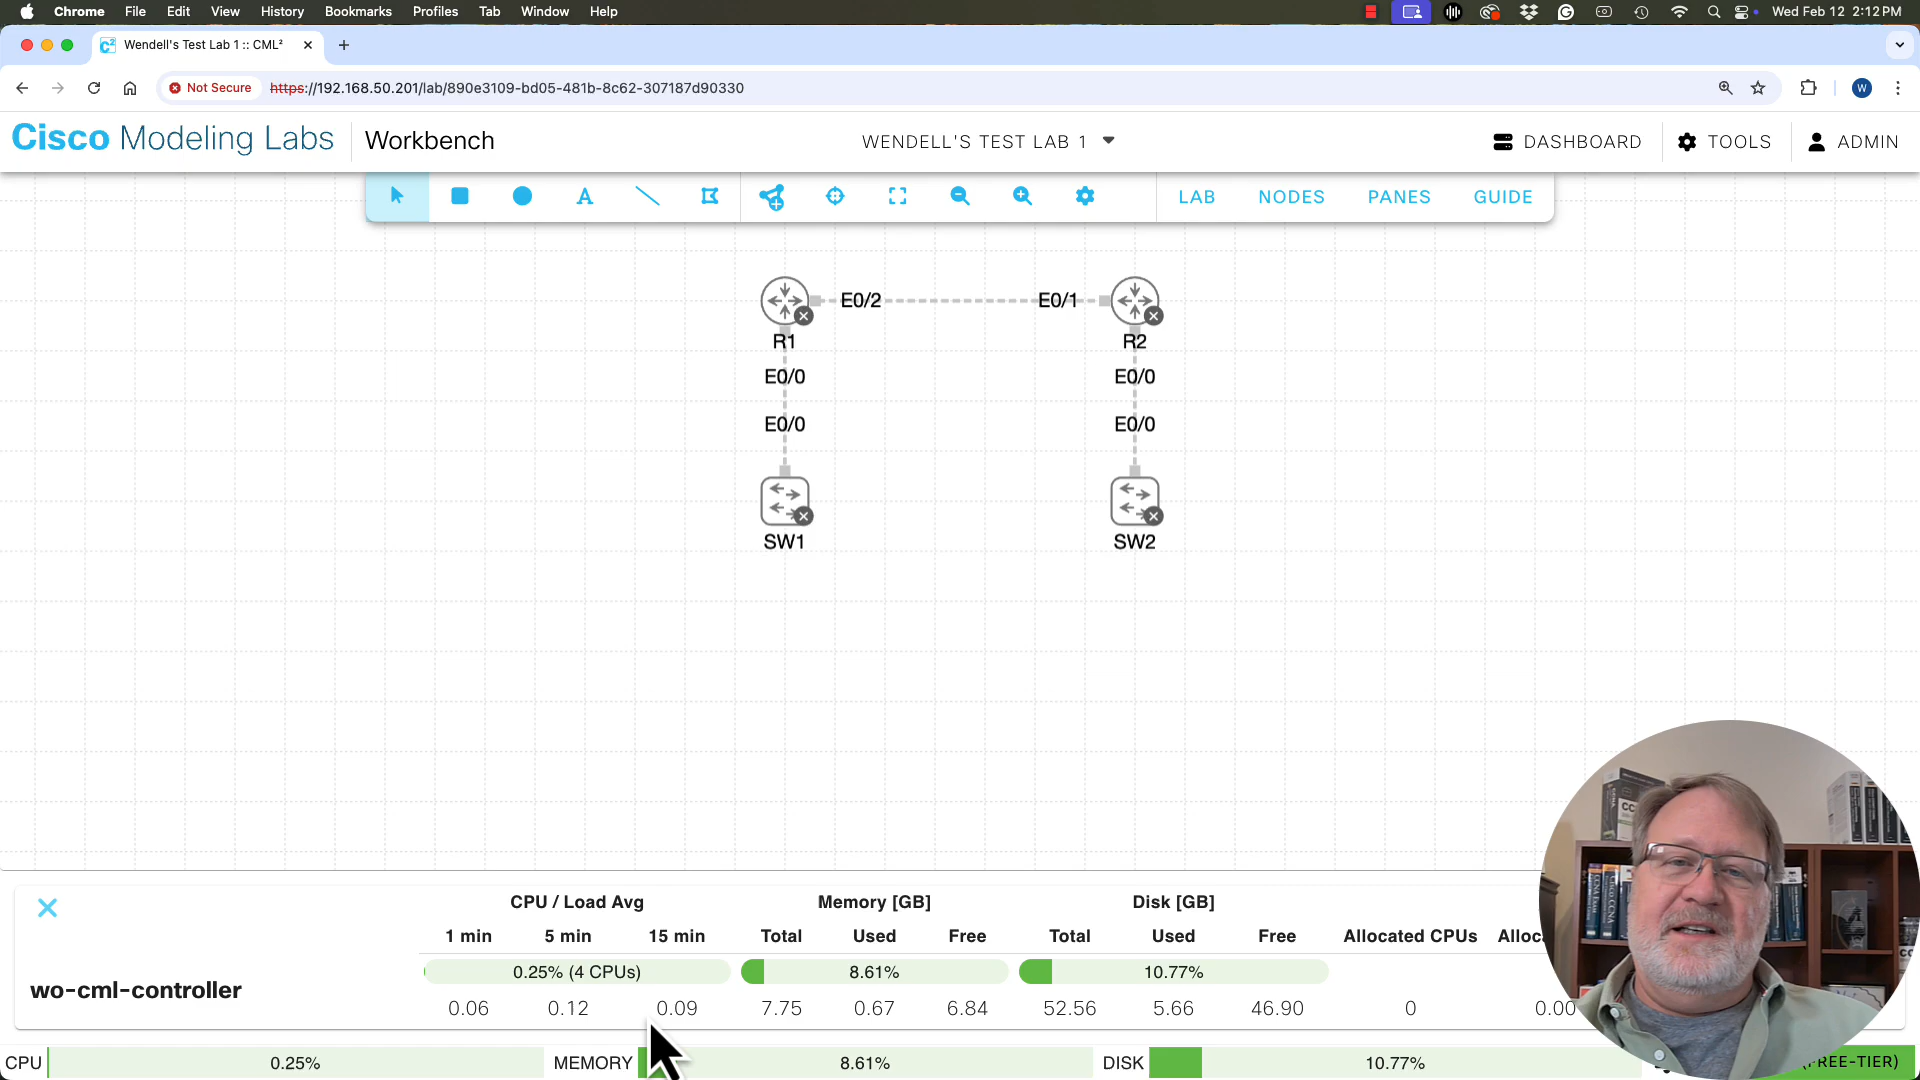 Chrome File Edit View History Bookmarks Profiles Tab Window Help Wed Feb 12 2:12 PM
Wendell's Test Lab 1 :: CML²
Not Secure https://192.168.50.201/lab/890e3109-bd05-481b-8c62-307187d90330 W
Cisco Modeling Labs Workbench WENDELL'S TEST LAB 1 DASHBOARD TOOLS ADMIN
A LAB NODES PANES GUIDE
E0/2 E0/1
R1 R2
E0/0 E0/0
E0/0 E0/0
SW1 SW2
CPU / Load Avg Memory [GB] Disk [GB]
1 min 5 min 15 min Total Used Free Total Used Free Allocated CPUs
0.25% (4 CPUs) 8.61% 10.77%
wo-cml-controller
0.06 0.12 0.09 7.75 0.67 6.84 52.56 5.66 46.90 0 0.00
CPU 0.25% MEMORY 8.61% DISK 10.77% (FREE-TIER)